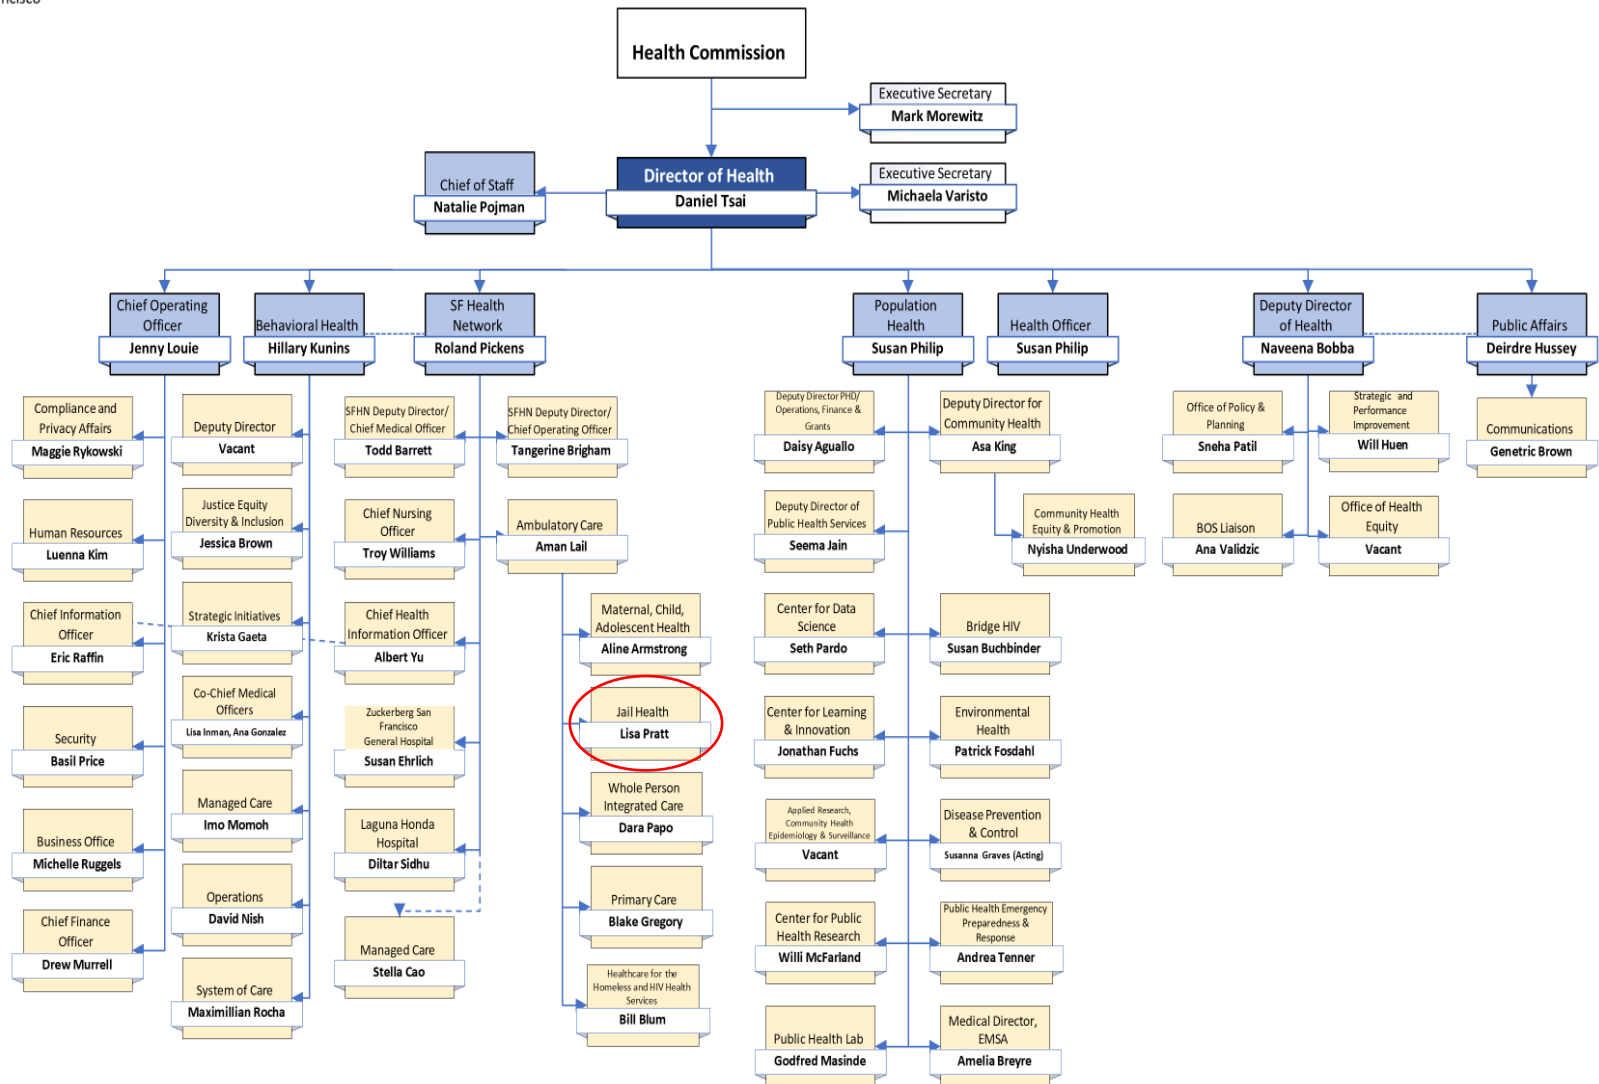 ncisco
Health Commission
Executive Secretary
Mark Morewitz
Director of Health
Daniel Tsai
Chief of Staff
Natalie Pojman
Executive Secretary
Michaela Varisto
Chief Operating
Officer
Jenny Louie
Behavioral Health
Hillary Kunins
SF Health
Network
Roland Pickens
Population
Health
Susan Philip
Health Officer
Susan Philip
Deputy Director
of Health
Naveena Bobba
Public Affairs
Deirdre Hussey
Compliance and
Privacy Affairs
Maggie Rykowski
Human Resources
Luenna Kim
Chief Information
Officer
Eric Raffin
Security
Basil Price
Business Office
Michelle Ruggels
Chief Finance
Officer
Drew Murrell
Deputy Director
Vacant
Justice Equity
Diversity & Inclusion
Jessica Brown
Strategic Initiatives
Krista Gaeta
Co-Chief Medical
Officers
Lisa Inman, Ana Gonzalez
Managed Care
Imo Momoh
Operations
David Nish
System of Care
Maximillian Rocha
SFHN Deputy Director/
Chief Medical Officer
Todd Barrett
Chief Nursing
Officer
Troy Williams
Chief Health
Information Officer
Albert Yu
Zuckerberg San
Francisco
General Hospital
Susan Ehrlich
Laguna Honda
Hospital
Diltar Sidhu
Managed Care
Stella Cao
SFHN Deputy Director/
Chief Operating Officer
Tangerine Brigham
Ambulatory Care
Aman Lail
Maternal, Child,
Adolescent Health
Aline Armstrong
Jail Health
Lisa Pratt
Whole Person
Integrated Care
Dara Papo
Primary Care
Blake Gregory
Healthcare for the
Homeless and HIV Health
Services
Bill Blum
Deputy Director PHD/
Operations, Finance &
Grants
Daisy Aguallo
Deputy Director of
Public Health Services
Seema Jain
Center for Data
Science
Seth Pardo
Center for Learning
& Innovation
Jonathan Fuchs
Applied Research,
Community Health
Epidemiology & Surveillance
Vacant
Center for Public
Health Research
Willi McFarland
Public Health Lab
Godfred Masinde
Deputy Director for
Community Health
Asa King
Community Health
Equity & Promotion
Nyisha Underwood
Bridge HIV
Susan Buchbinder
Environmental
Health
Patrick Fosdahl
Disease Prevention
& Control
Susanna Graves (Acting)
Public Health Emergency
Preparedness &
Response
Andrea Tenner
Medical Director,
EMSA
Amelia Breyre
Office of Policy &
Planning
Sneha Patil
Strategic and
Performance
Improvement
Will Huen
BOS Liaison
Ana Validzic
Office of Health
Equity
Vacant
Communications
Genetric Brown